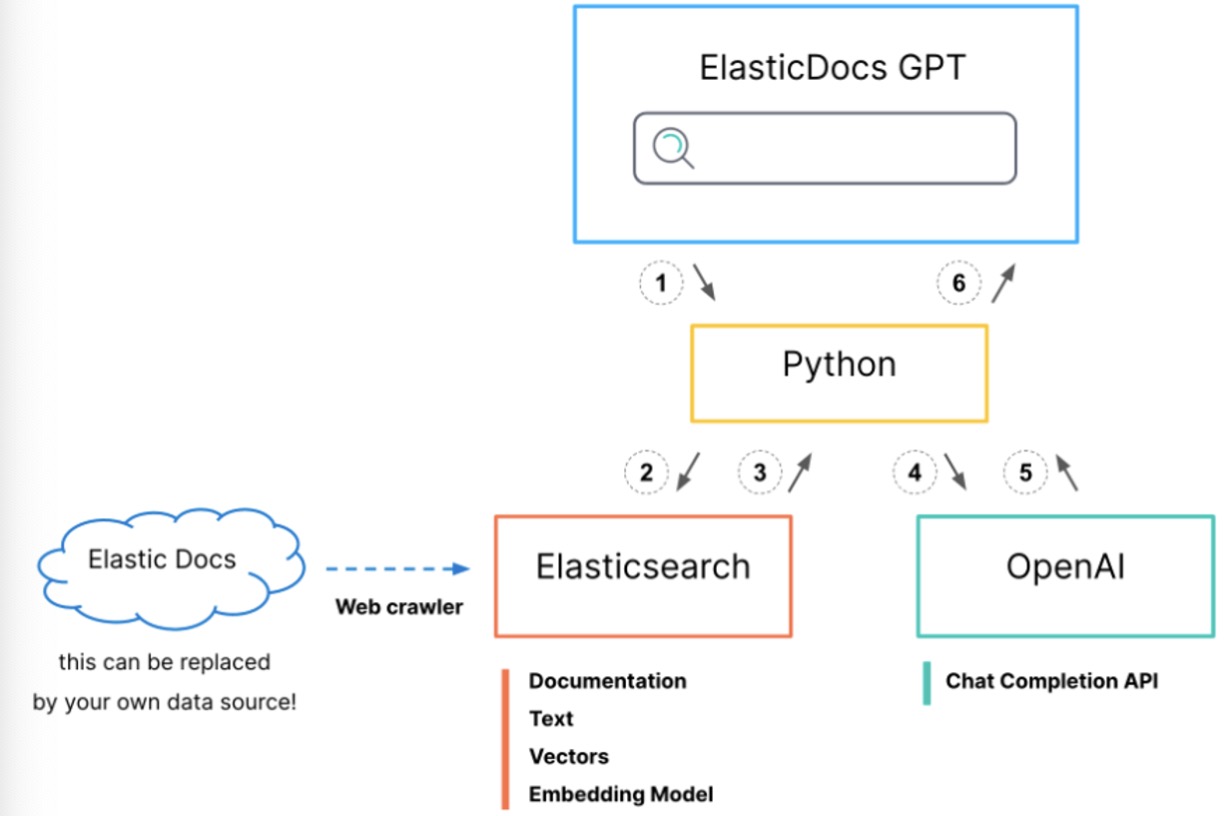 ElasticDocs GPT
1
6
Python
2
3
4
5
Elastic Docs
Web crawler
Elasticsearch
OpenAI
this can be replaced
by your own data source!
Documentation
Text
Vectors
Embedding Model
Chat Completion API